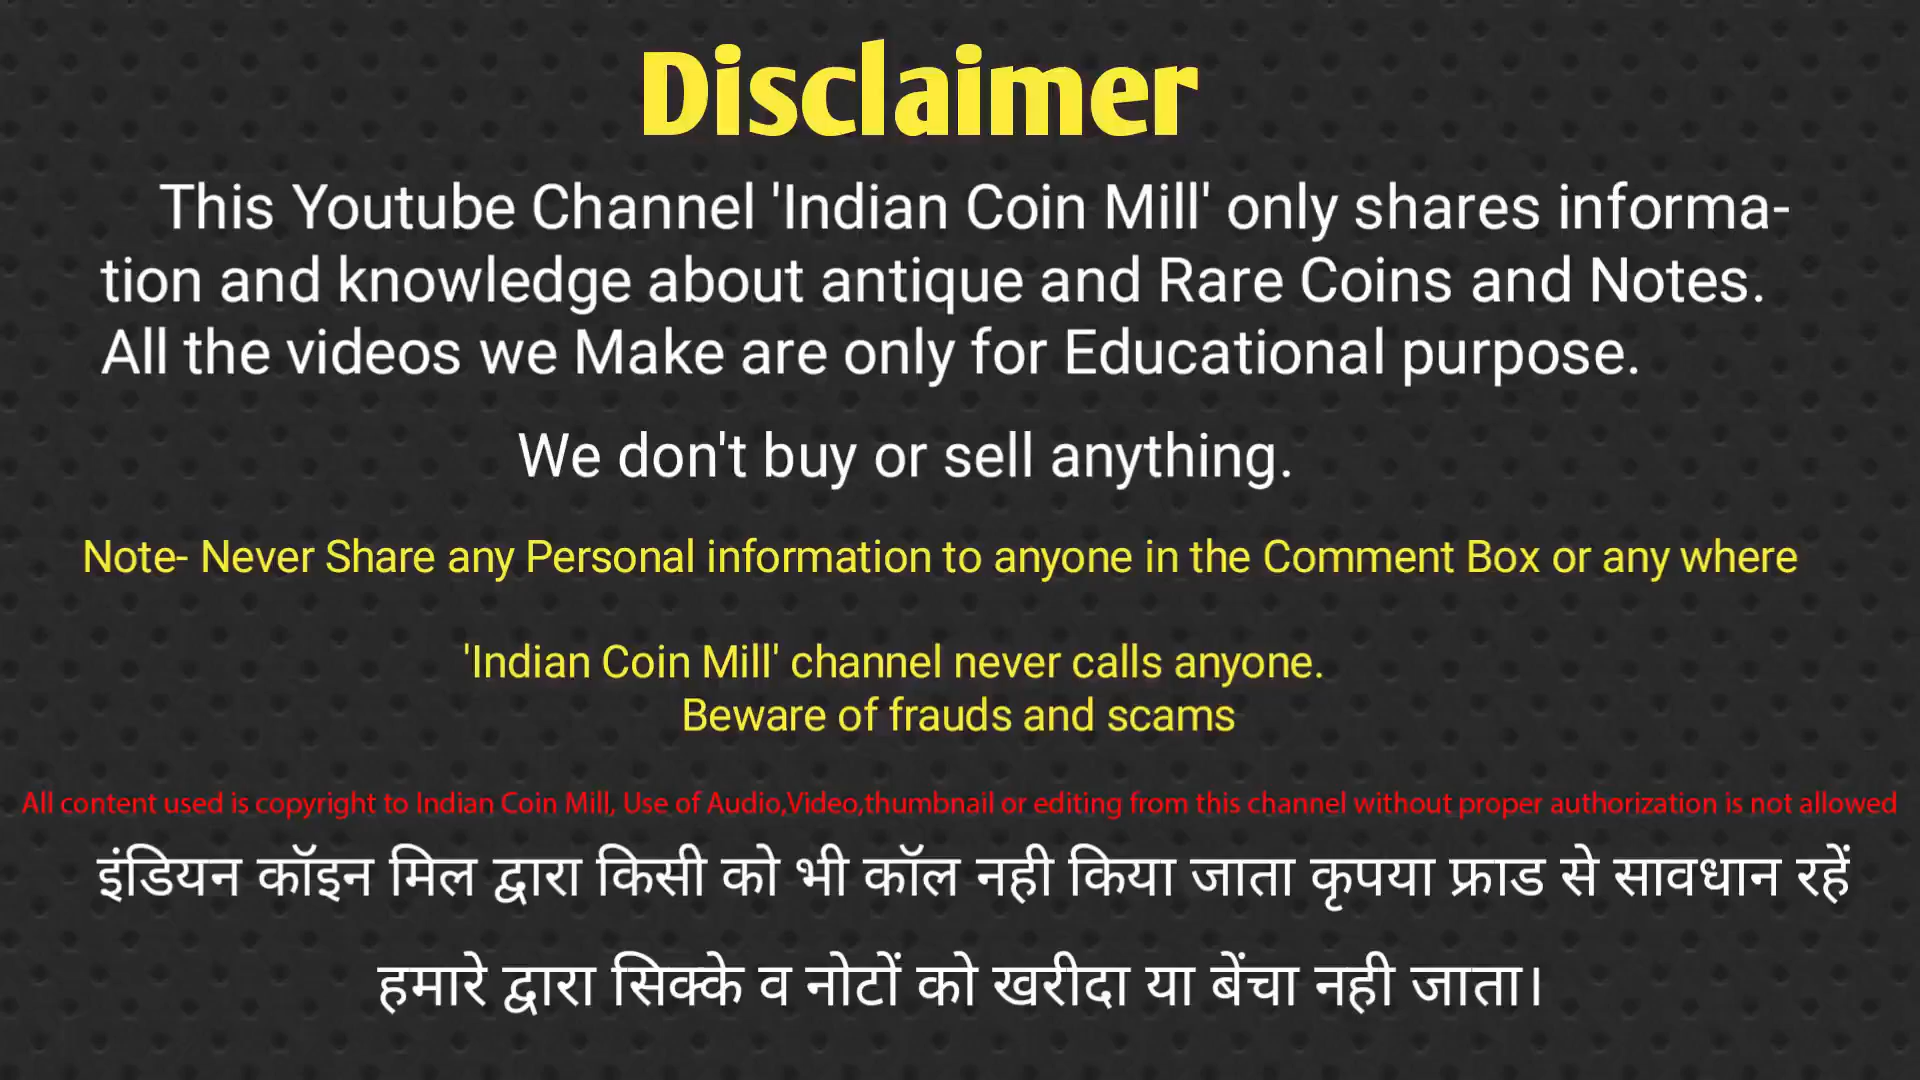 Disclaimer
This Youtube Channel 'Indian Coin Mill' only shares informa-
tion and knowledge about antique and Rare Coins and Notes.
All the videos we Make are only for Educational purpose.
We don't buy or sell anything.
Note- Never Share any Personal information to anyone in the Comment Box or any where
'Indian Coin Mill' channel never calls anyone.
Beware of frauds and scams
All content used is copyright to Indian Coin Mill, Use of Audio,Video,thumbnail or editing from this channel without proper authorization is not allowed
इंडियन कॉइन मिल द्वारा किसी को भी कॉल नही किया जाता कृपया फ्राड से सावधान रहें
हमारे द्वारा सिक्के व नोटों को खरीदा या बेंचा नही जाता।